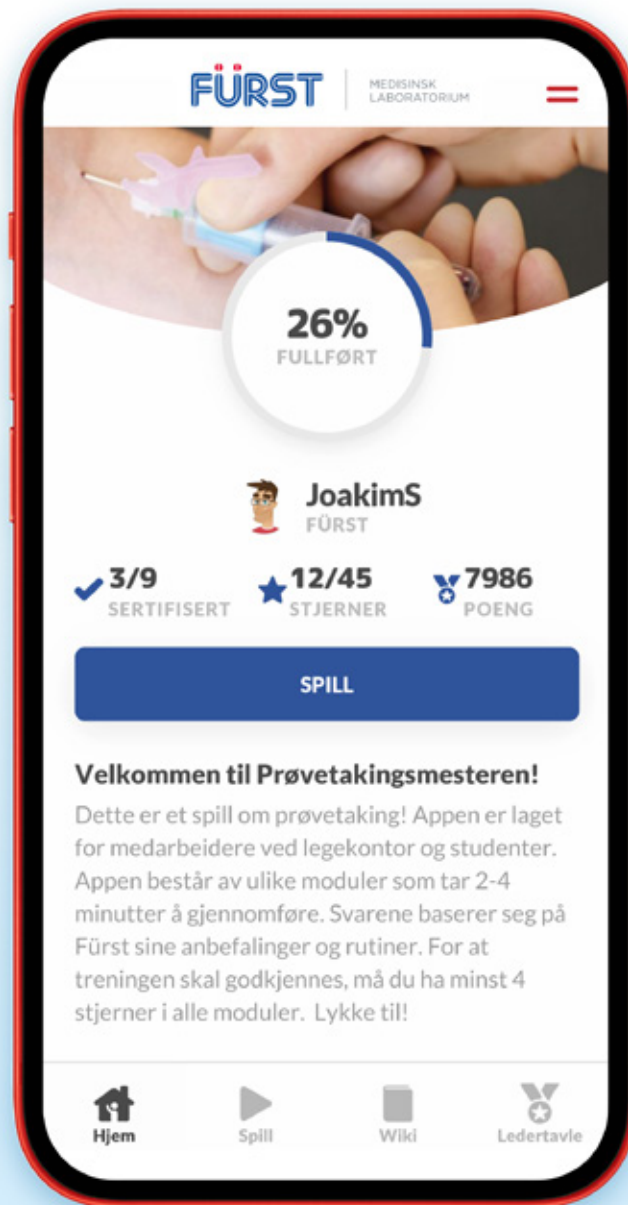 FÜRST
MEDISINSK
LABORATORIUM
26%
FULLFØRT
JoakimS
FÜRST
3/9
SERTIFISERT
12/45
STJERNER
7986
POENG
SPILL
Velkommen til Prøvetakingsmesteren!
Dette er et spill om prøvetaking! Appen er laget
for medarbeidere ved legekontor og studenter.
Appen består av ulike moduler som tar 2-4
minutter å gjennomføre. Svarene baserer seg på
Fürst sine anbefalinger og rutiner. For at
treningen skal godkjennes, må du ha minst 4
stjerner i alle moduler. Lykke til!
Hjem
Spill
Wiki
Ledertavle